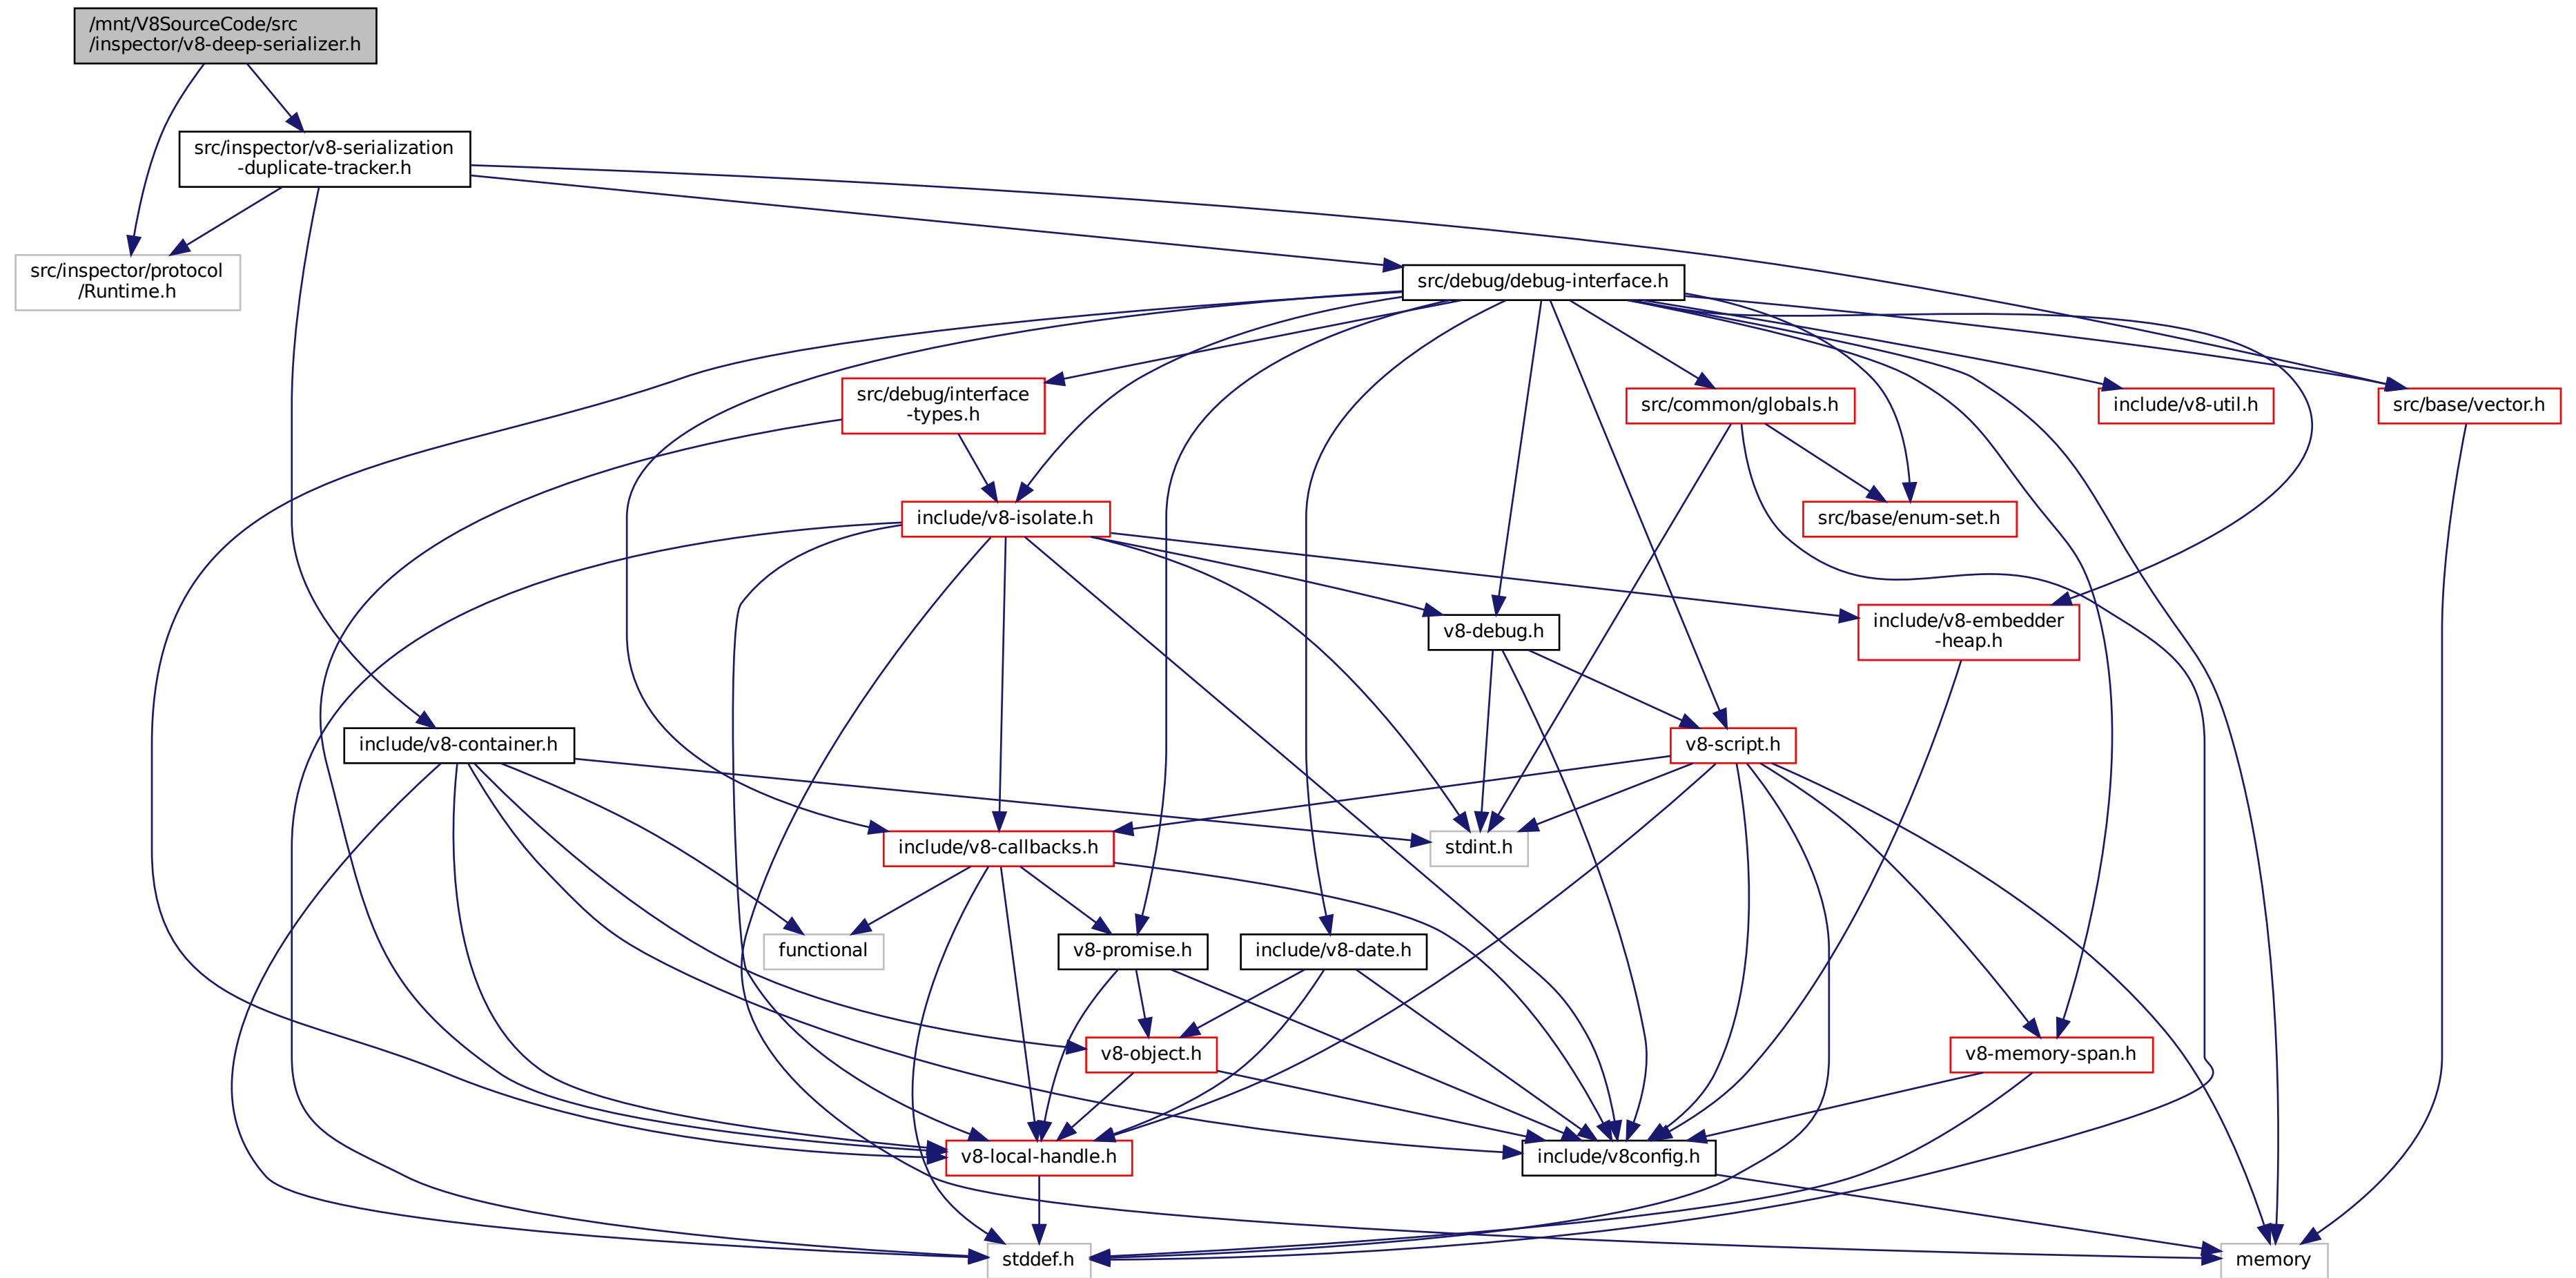 /mnt/V8SourceCode/src
/inspector/v8-deep-serializer.h
src/inspector/v8-serialization
-duplicate-tracker.h
src/inspector/protocol
/Runtime.h
src/debug/debug-interface.h
src/debug/interface
-types.h
src/common/globals.h
include/v8-util.h
src/base/vector.h
include/v8-isolate.h
src/base/enum-set.h
v8-debug.h
include/v8-embedder
-heap.h
include/v8-container.h
v8-script.h
include/v8-callbacks.h
stdint.h
functional
v8-promise.h
include/v8-date.h
v8-object.h
v8-memory-span.h
v8-local-handle.h
include/v8config.h
stddef.h
memory